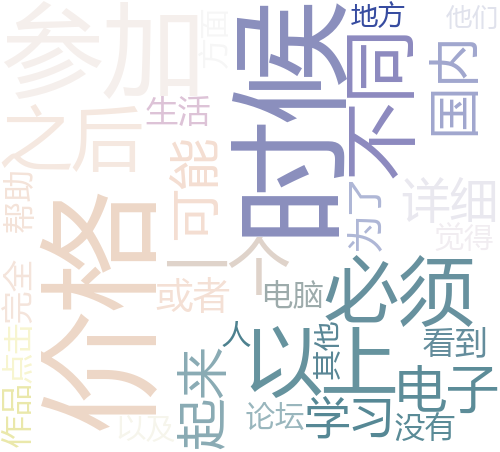 参加
方面
时候
地方
他们
不同
国内
之后
生活
可能
帮助
价格
一个
为了
详细
觉得
完全
或者
电脑
必须
点击
作品
以及
起来
人
以上
其他
看到
电子
论坛
学习
没有